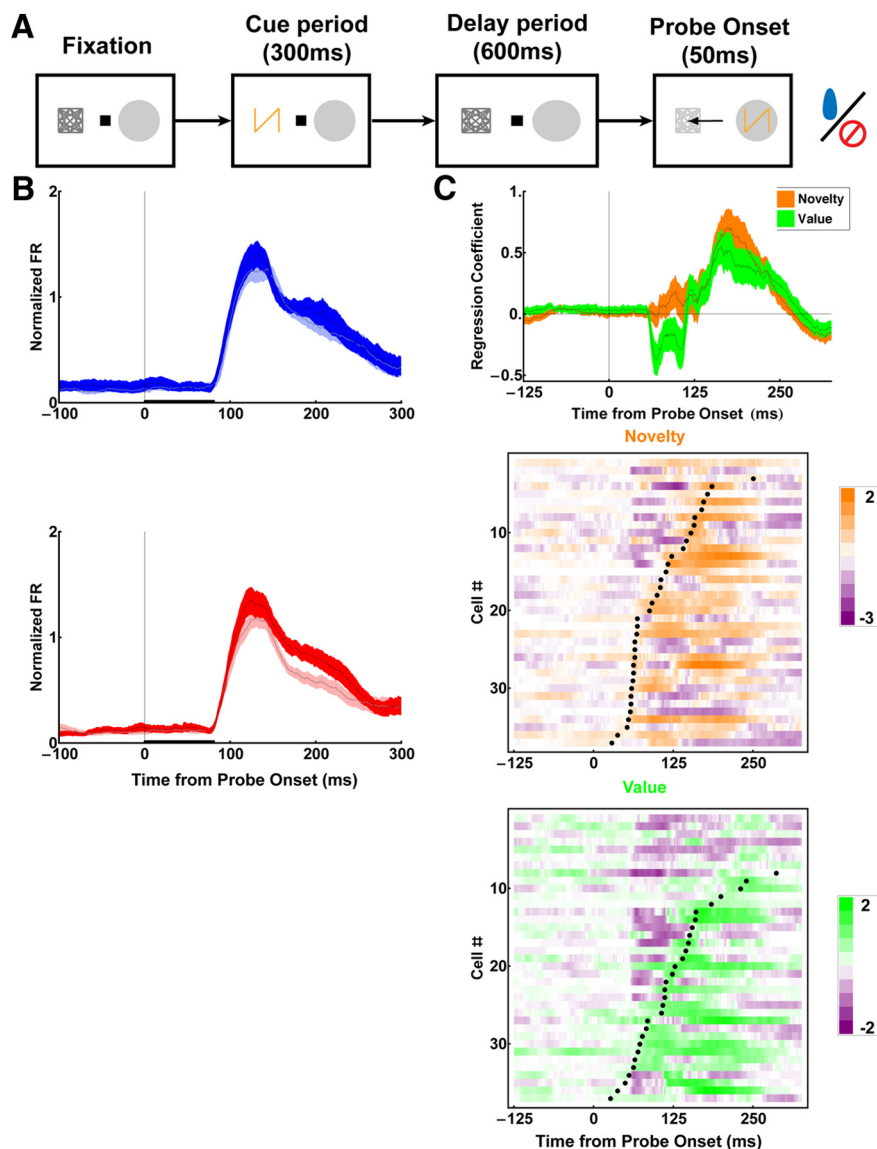 A
Fixation
Cue period
(300ms)
Delay period
(600ms)
Probe Onset
(50ms)
B
2
1
0
Normalized FR
–100
0
100
200
300
2
1
0
Normalized FR
–100
0
100
200
300
Time from Probe Onset (ms)
C
1.
0.5
0.
–0.5
Regression Coefficient
Novelty
Value
–125
0
125
250
Time from Probe Onset (ms)
Novelty
10
20
30
Cell #
–125
0
125
250
2
-3
Value
10
20
30
Cell #
–125
0
125
250
Time from Probe Onset (ms)
2
-2